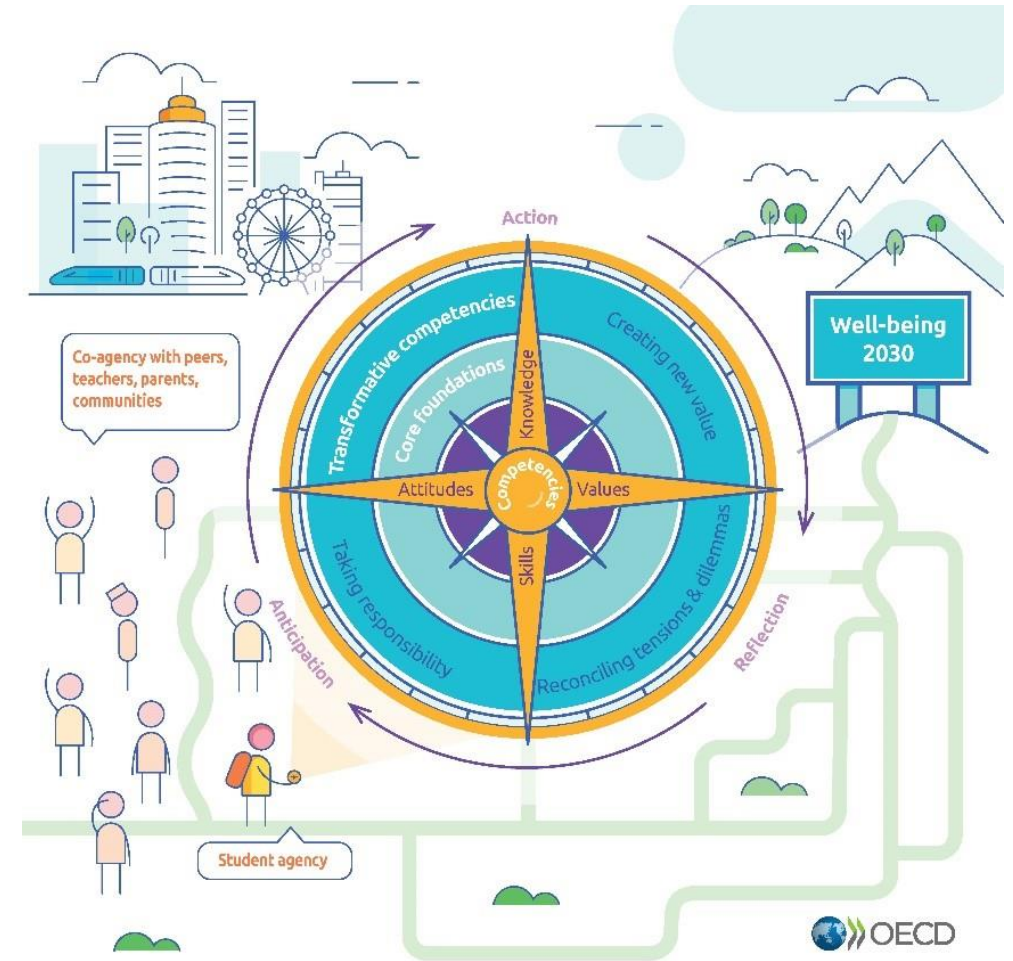 Action
Well-being
2030
Co-agency with peers,
teachers, parents,
communities
Transformative competencies
Creating new value
Core foundations
Knowledge
Attitudes
Competencies
Values
Skills
Taking responsibility
Reconciling tensions & dilemmas
Anticipation
Reflection
Student agency
OECD